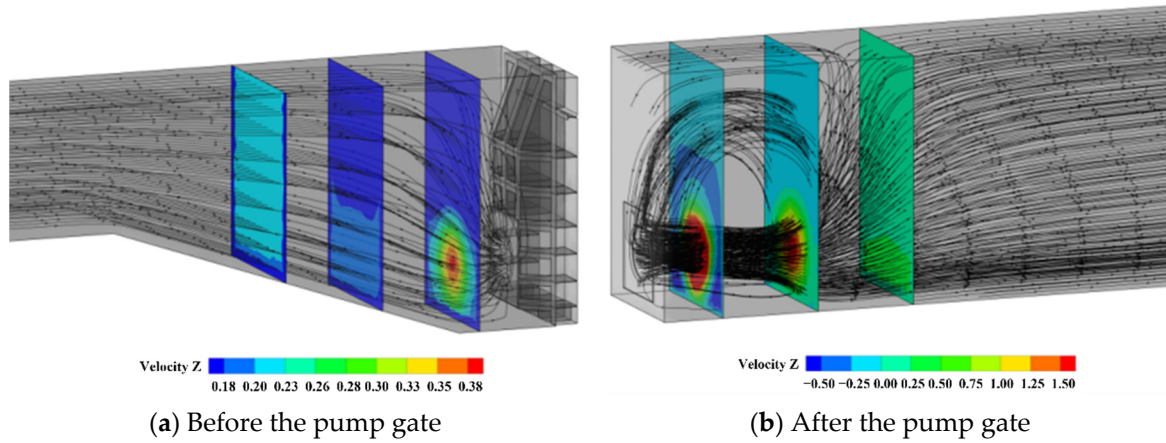 Velocity Z
0.18 0.20 0.23 0.26 0.28 0.30 0.33 0.35 0.38
(a) Before the pump gate
Velocity Z
−0.50 −0.25 0.00 0.25 0.50 0.75 1.00 1.25 1.50
(b) After the pump gate